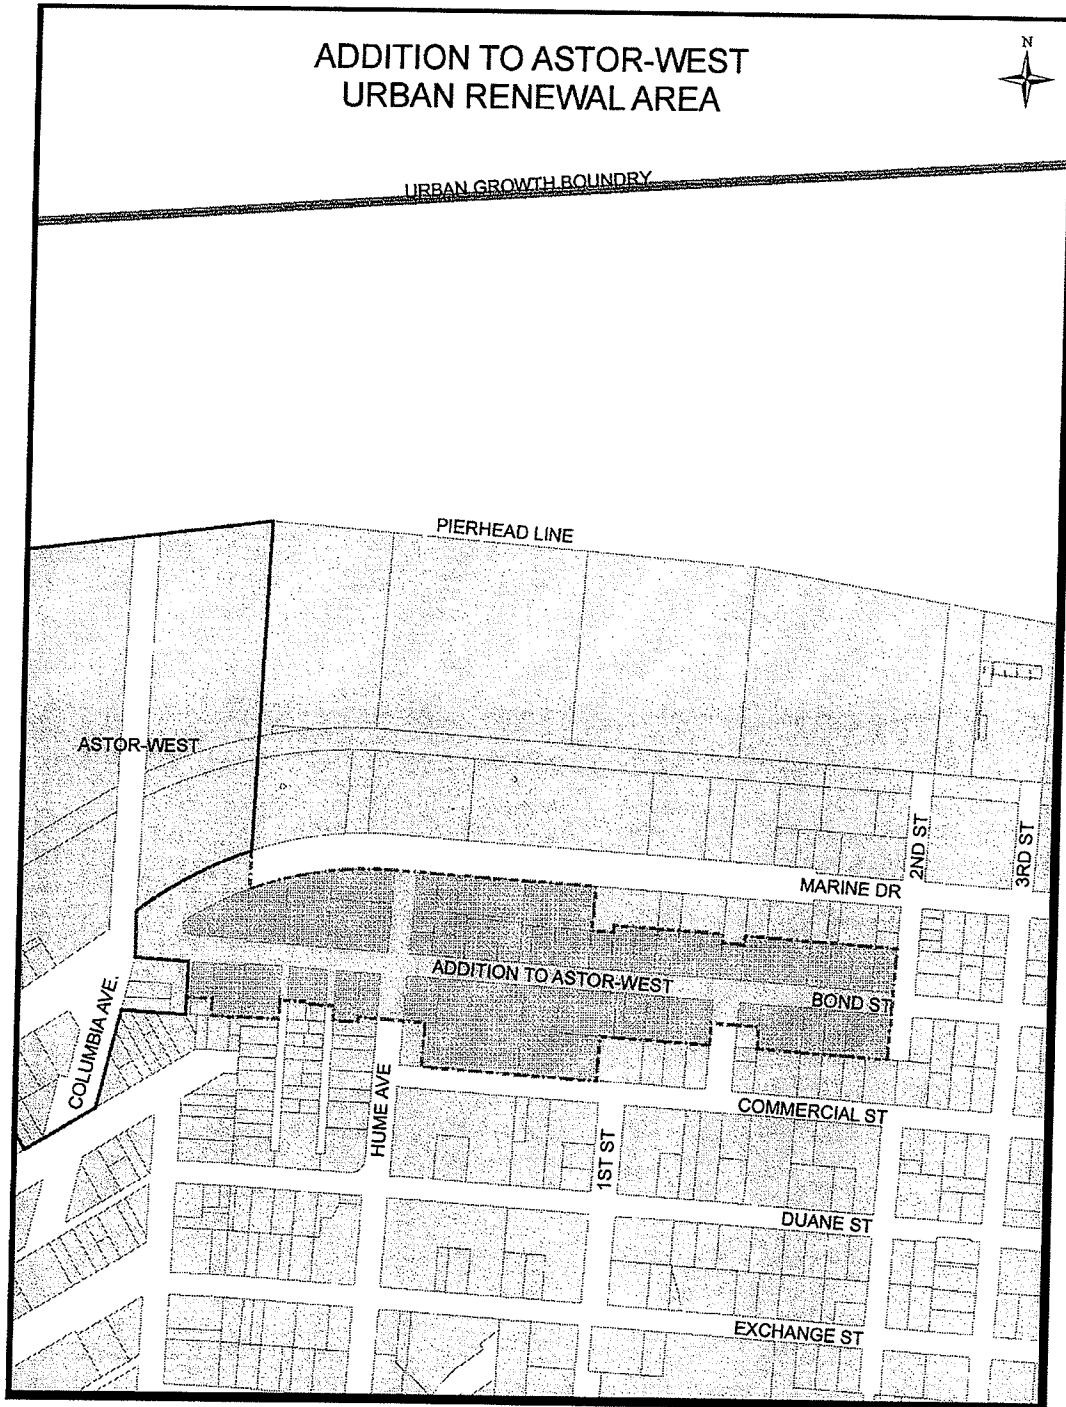 ADDITION TO ASTOR-WEST
URBAN RENEWAL AREA
N
URBAN GROWTH BOUNDRY
PIERHEAD LINE
ASTOR-WEST
2ND ST
3RD ST
MARINE DR
ADDITION TO ASTOR-WEST
BOND ST
COLUMBIA AVE.
HUME AVE
COMMERCIAL ST
1ST ST
DUANE ST
EXCHANGE ST